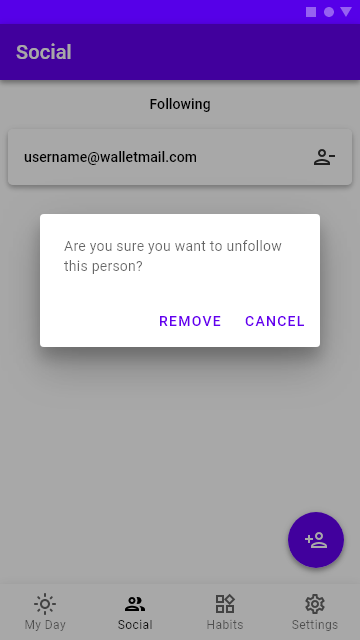 Social
Following
username@walletmail.com
Are you sure you want to unfollow
this person?
REMOVE CANCEL
My Day Social Habits Settings